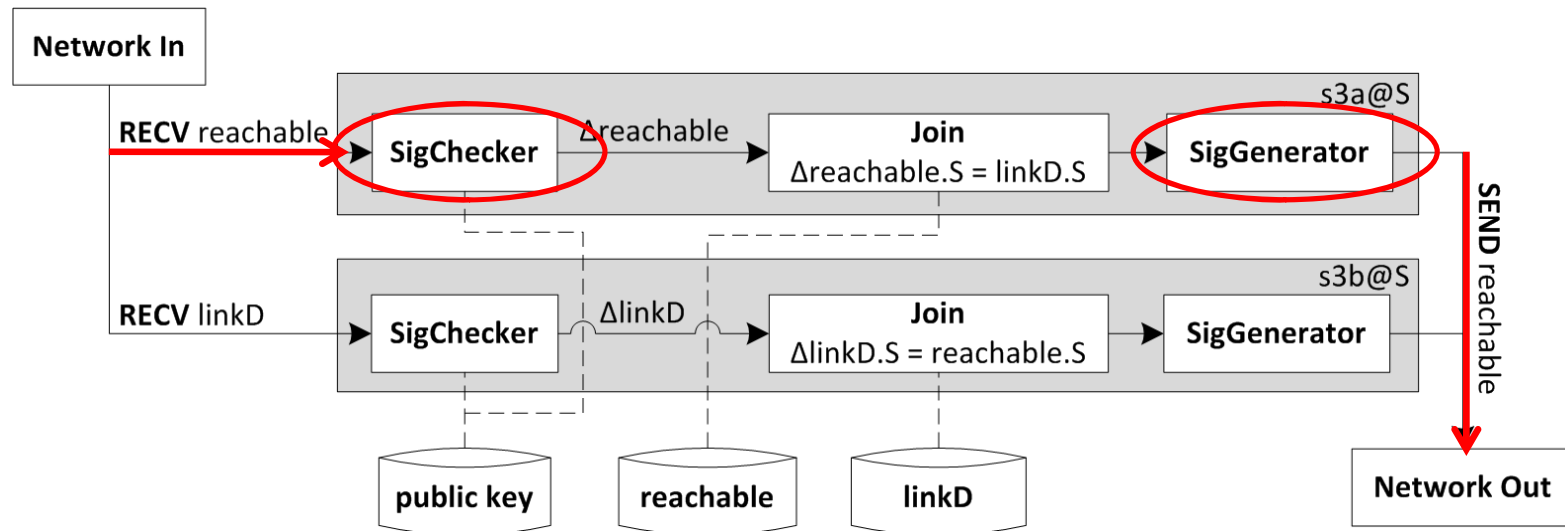 Network In
s3a@S
RECV reachable
SigChecker
Δreachable
Join
Δreachable.S = linkD.S
SigGenerator
SEND reachable
s3b@S
RECV linkD
SigChecker
ΔlinkD
Join
ΔlinkD.S = reachable.S
SigGenerator
public key
reachable
linkD
Network Out